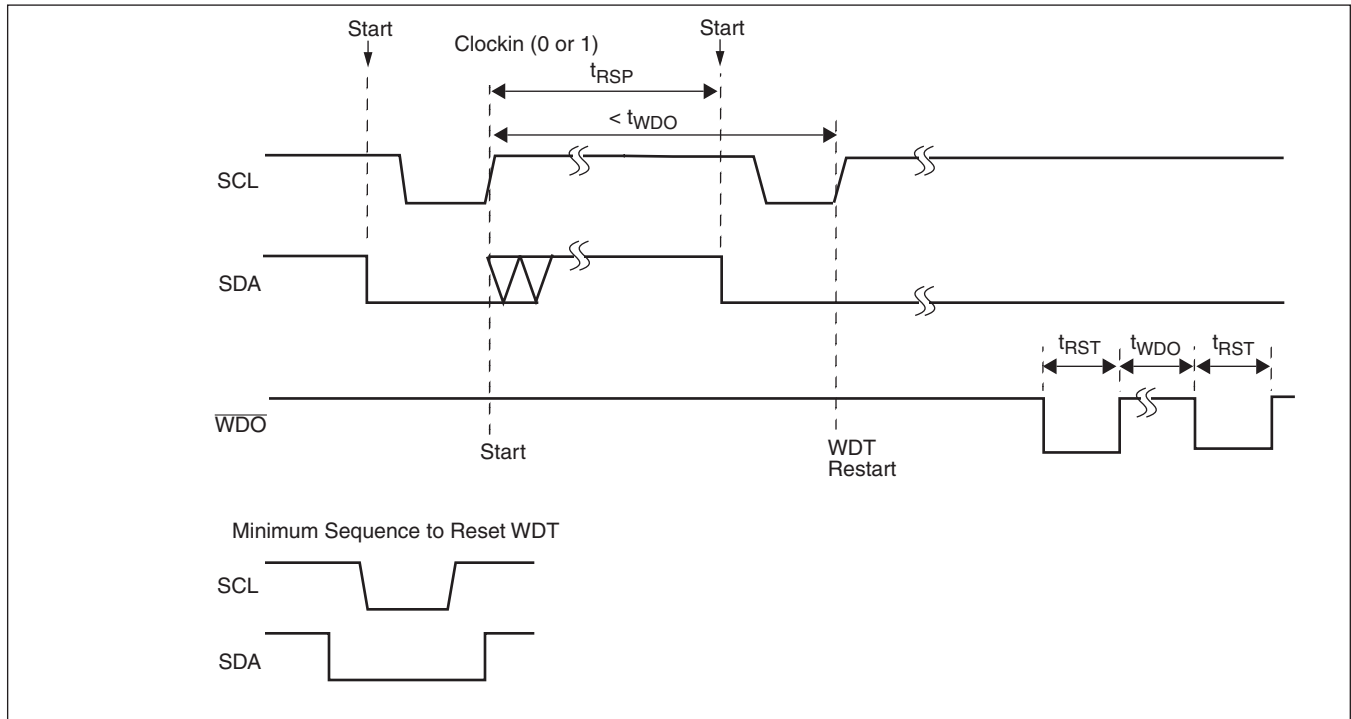 Start
Start
Clockin (0 or 1)
tRSP
< tWDO
SCL
SDA
tRST
tWDO
tRST
WDO
Start
WDT
Restart
Minimum Sequence to Reset WDT
SCL
SDA